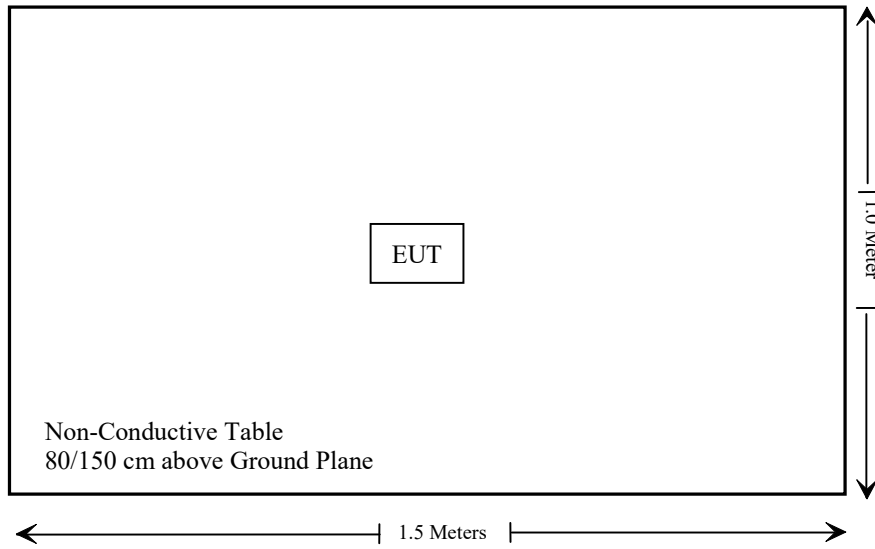 EUT
1.0 Meter
Non-Conductive Table
80/150 cm above Ground Plane
1.5 Meters